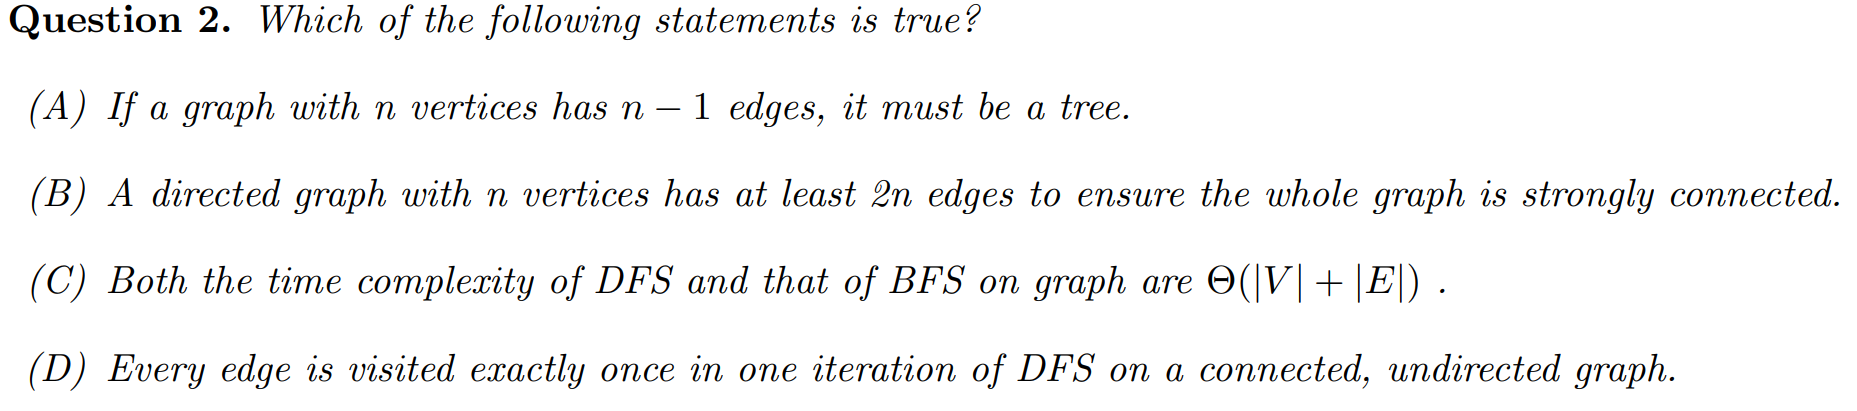 Question 2. Which of the following statements is true?
(A) If a graph with n vertices has n − 1 edges, it must be a tree.
(B) A directed graph with n vertices has at least 2n edges to ensure the whole graph is strongly connected.
(C) Both the time complexity of DFS and that of BFS on graph are Θ(|V| + |E|) .
(D) Every edge is visited exactly once in one iteration of DFS on a connected, undirected graph.